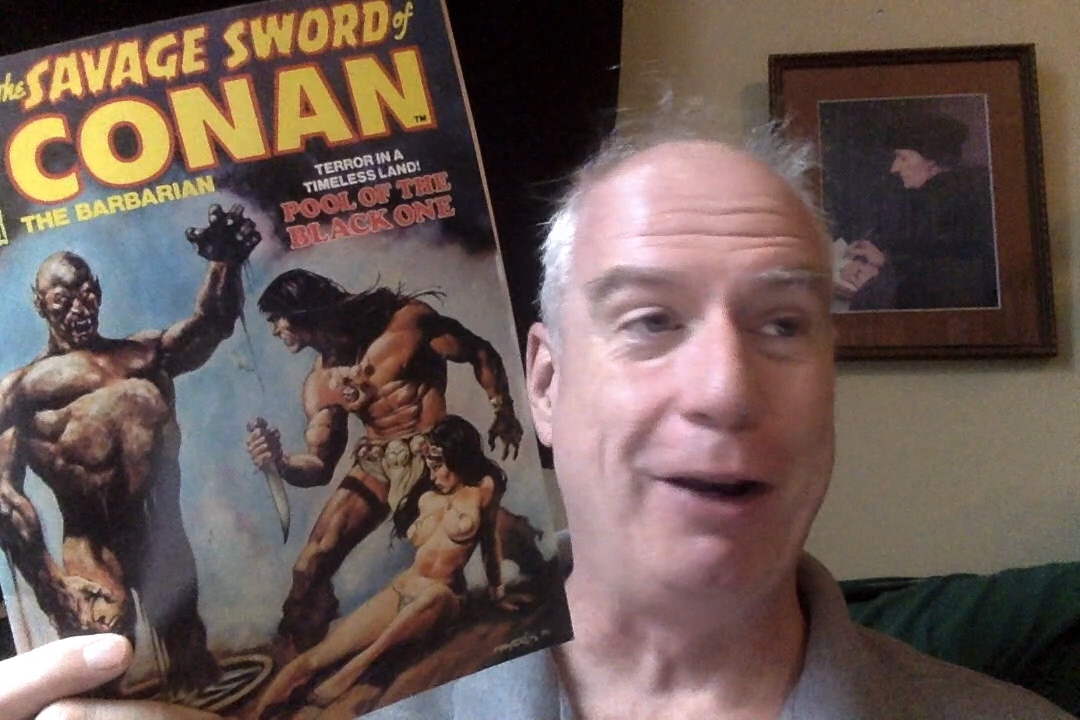 the SAVAGE SWORD of
CONAN TM
THE BARBARIAN
TERROR IN A
TIMELESS LAND!
POOL OF THE
BLACK ONE